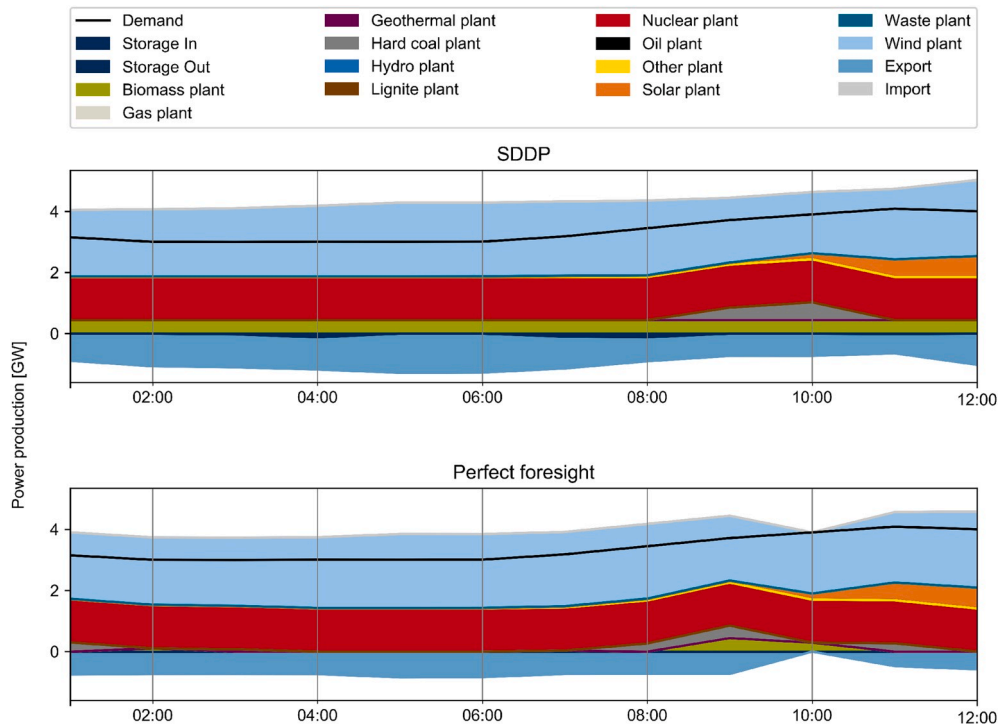 Demand
Storage In
Storage Out
Biomass plant
Gas plant
Geothermal plant
Hard coal plant
Hydro plant
Lignite plant
Nuclear plant
Oil plant
Other plant
Solar plant
Waste plant
Wind plant
Export
Import
SDDP
4
2
0
02:00
04:00
06:00
08:00
10:00
12:00
Power production [GW]
Perfect foresight
4
2
0
02:00
04:00
06:00
08:00
10:00
12:00